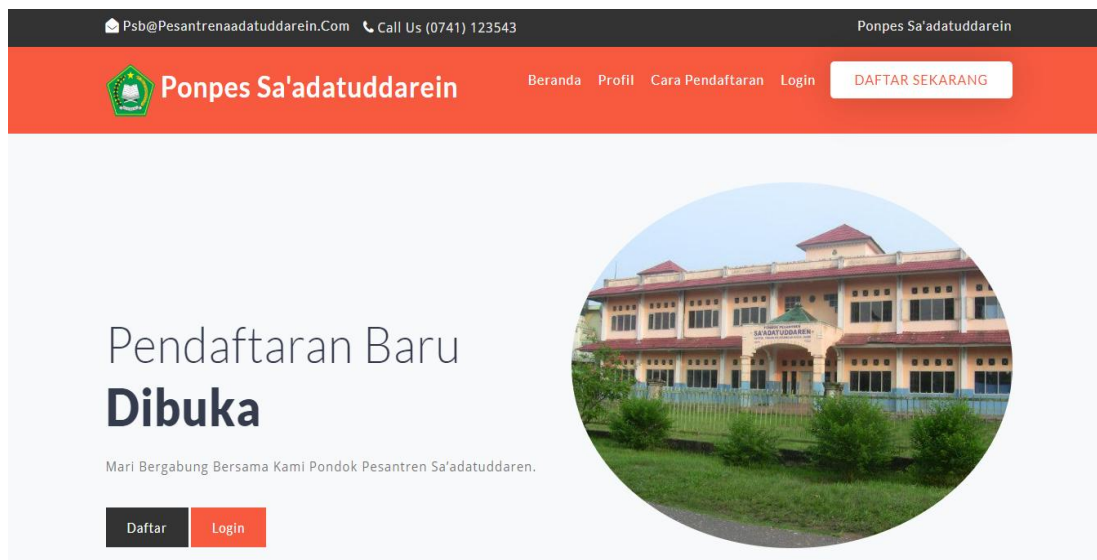 Psb@Pesantrenaadatuddarein.Com Call Us (0741) 123543 Ponpes Sa'adatuddarein
Ponpes Sa'adatuddarein Beranda Profil Cara Pendaftaran Login DAFTAR SEKARANG
SA'ADATUDDAREN
Pendaftaran Baru
Dibuka
Mari Bergabung Bersama Kami Pondok Pesantren Sa'adatuddaren.
Daftar Login